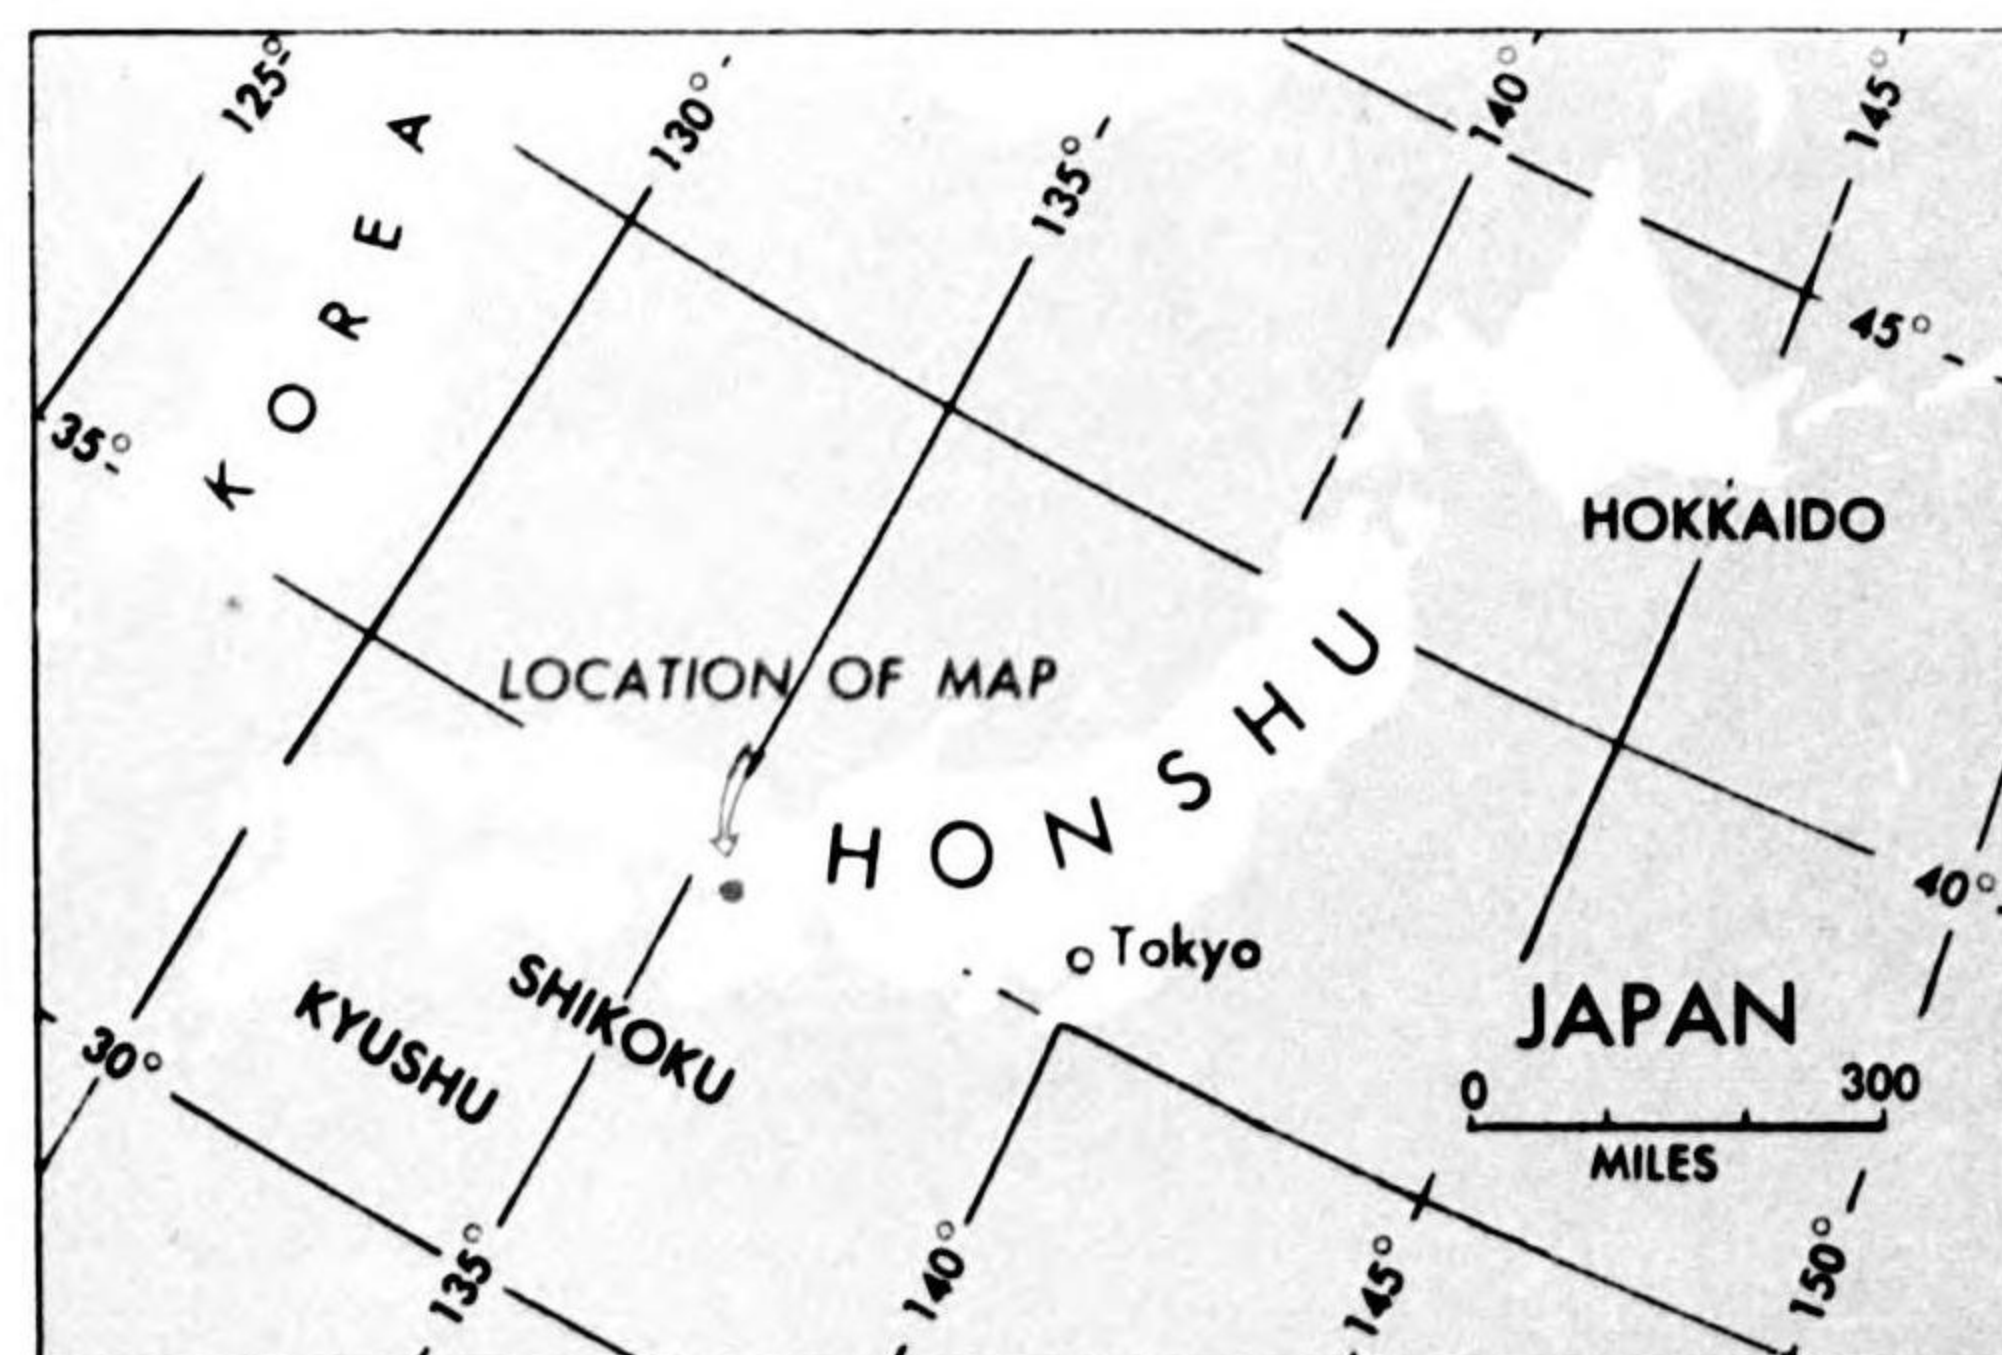 125°
130°
135°
140°
145°
KOREA
45°
35°
HOKKAIDO
LOCATION OF MAP
HONSHU
40°
Tokyo
SHIKOKU
KYUSHU
30°
JAPAN
0 300
MILES
135°
140°
145°
150°